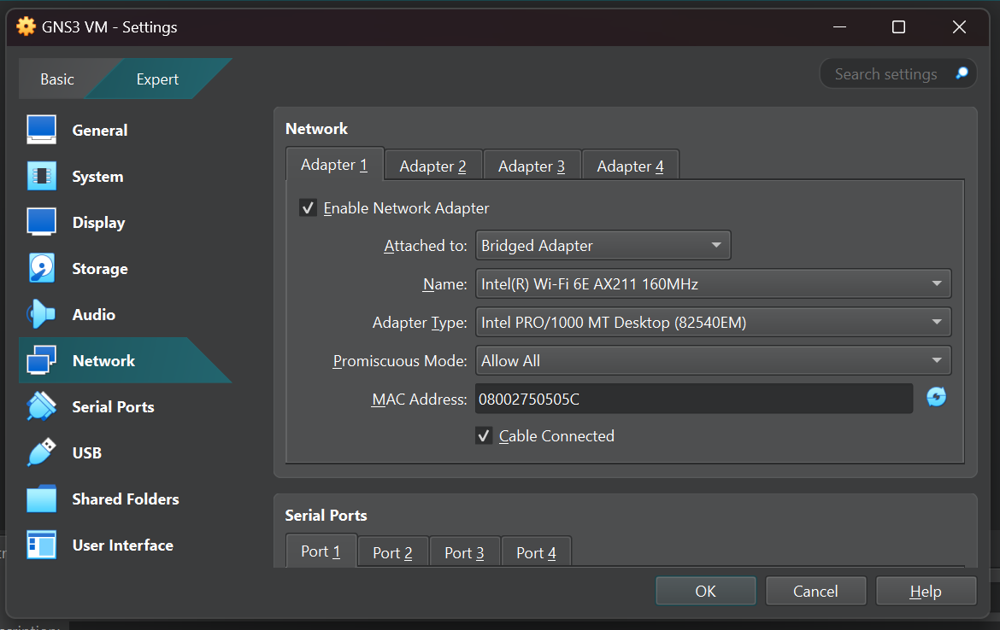 GNS3 VM - Settings
Basic
Expert
Search settings
General
System
Display
Storage
Audio
Network
Serial Ports
USB
Shared Folders
User Interface
Network
Adapter 1
Adapter 2
Adapter 3
Adapter 4
Enable Network Adapter
Attached to: Bridged Adapter
Name: Intel(R) Wi-Fi 6E AX211 160MHz
Adapter Type: Intel PRO/1000 MT Desktop (82540EM)
Promiscuous Mode: Allow All
MAC Address: 08002750505C
Cable Connected
Serial Ports
Port 1
Port 2
Port 3
Port 4
OK
Cancel
Help